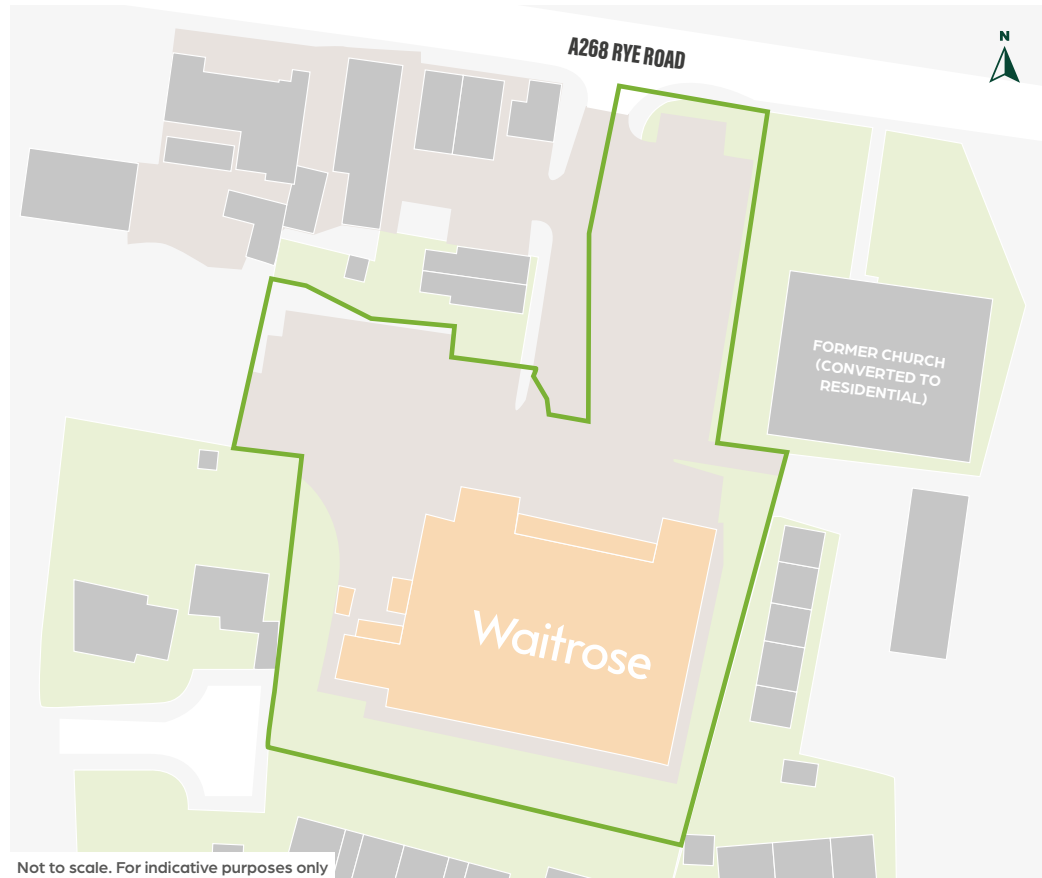 A268 RYE ROAD
N
FORMER CHURCH
(CONVERTED TO
RESIDENTIAL)
Waitrose
Not to scale. For indicative purposes only